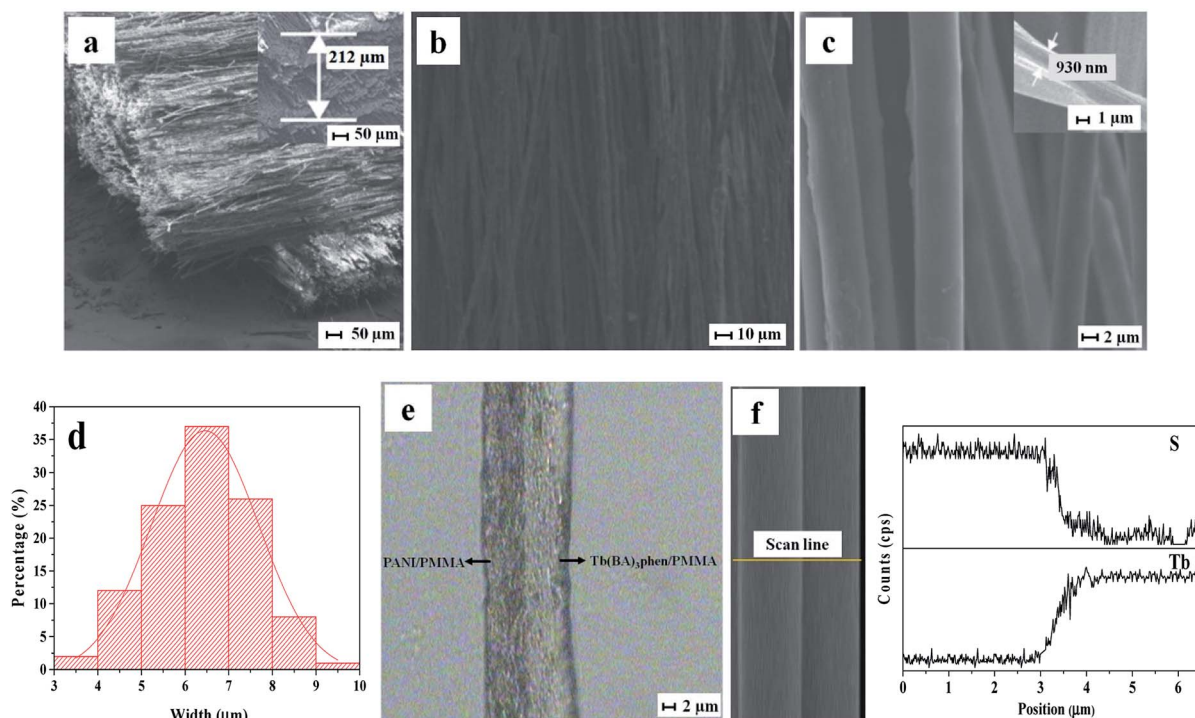 a
212 µm
50 µm
50 µm
b
10 µm
c
930 nm
1 µm
2 µm
d
40
35
30
25
20
15
10
5
0
Percentage (%)
3 4 5 6 7 8 9 10
Width (µm)
e
PANI/PMMA
Tb(BA)₃phen/PMMA
2 µm
f
Scan line
S
Tb
Counts (cps)
0 1 2 3 4 5 6
Position (µm)